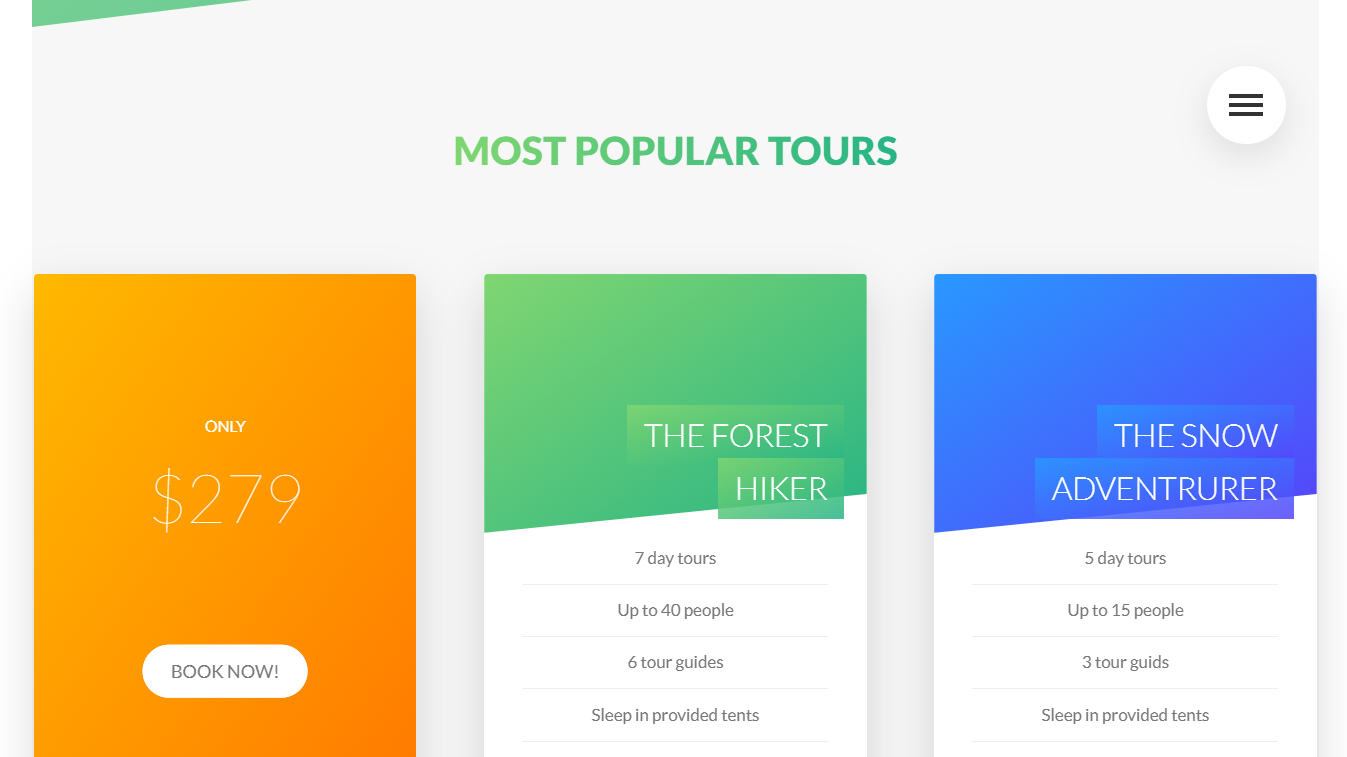 MOST POPULAR TOURS
ONLY
$279
BOOK NOW!
THE FOREST
HIKER
7 day tours
Up to 40 people
6 tour guides
Sleep in provided tents
THE SNOW
ADVENTRURER
5 day tours
Up to 15 people
3 tour guids
Sleep in provided tents